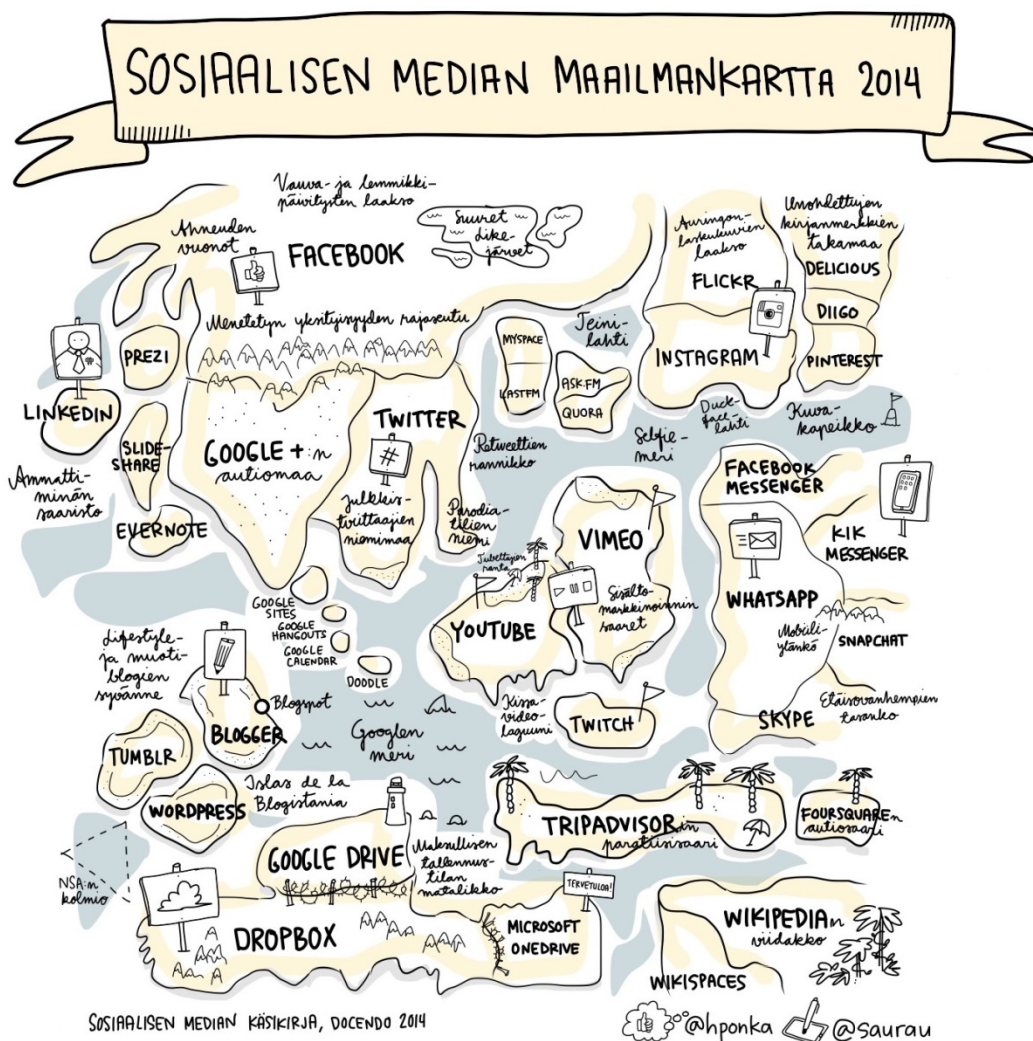 SOSIAALISEN MEDIAN MAAILMANKARTTA 2014
Vauva- ja lemmikki-
päivitysten laakso
Ahneuden
vuonot
FACEBOOK
Suuret
like-
järvet
Menetetyn yksityisyyden rajaseutu
Auringon-
laskukuvien
laakso
FLICKR
INSTAGRAM
Unohdettujen
kirjanmerkkien
takamaa
DELICIOUS
DIIGO
PINTEREST
PREZI
LINKEDIN
SLIDE-
SHARE
EVERNOTE
Ammatti-
minän
saaristo
GOOGLE+:n
autiomaa
TWITTER
#
Julkkis-
tviittaajien
niemimaa
Retweettien
rannikko
Parodia-
tilien
niemi
MYSPACE
LASTFM
Teini-
lahti
ASK.FM
QUORA
Selfie-
meri
Duck-
face-
lahti
Kuva-
kapeikko
FACEBOOK
MESSENGER
KIK
MESSENGER
WHATSAPP
Mobiili-
ylänkö
SNAPCHAT
SKYPE
Etäisovanhempien
tasanko
VIMEO
Sisältö-
markkinoinnin
saaret
Tubettajien
ranta
YOUTUBE
Kissa-
video-
laguuni
TWITCH
GOOGLE
SITES
GOOGLE
HANGOUTS
GOOGLE
CALENDAR
DOODLE
Googlen
meri
Lifestyle-
ja muoti-
blogien
syvänne
Blogspot
BLOGGER
TUMBLR
WORDPRESS
Islas de la
Blogistania
NSA:n
kolmio
GOOGLE DRIVE
Maksullisen
tallennus-
tilan
matalikko
DROPBOX
MICROSOFT
ONEDRIVE
TERVETULOA!
TRIPADVISORin
paratiisisaari
FOURSQUAREn
autiosaari
WIKIPEDIAn
viidakko
WIKISPACES
SOSIAALISEN MEDIAN KÄSIKIRJA, DOCENDO 2014
@hponka
@saurau